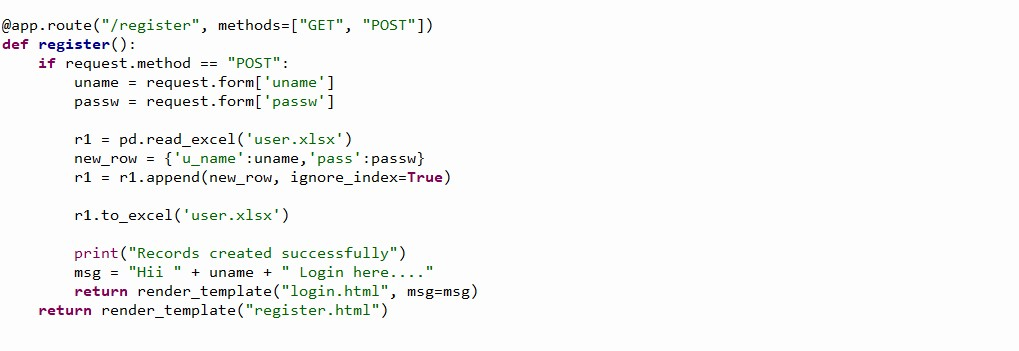 @app.route("/register", methods=["GET", "POST"])
def register():
    if request.method == "POST":
        uname = request.form['uname']
        passw = request.form['passw']
        r1 = pd.read_excel('user.xlsx')
        new_row = {'u_name':uname,'pass':passw}
        r1 = r1.append(new_row, ignore_index=True)
        r1.to_excel('user.xlsx')
        print("Records created successfully")
        msg = "Hii " + uname + " Login here...."
        return render_template("login.html", msg=msg)
    return render_template("register.html")